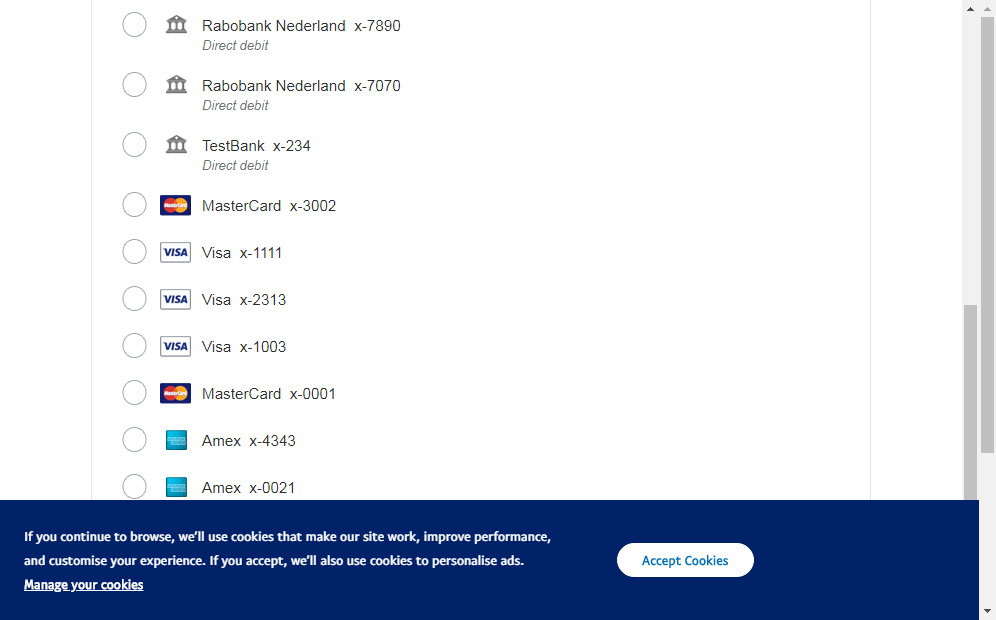 Rabobank Nederland x-7890
Direct debit
Rabobank Nederland x-7070
Direct debit
TestBank x-234
Direct debit
MasterCard MasterCard x-3002
VISA Visa x-1111
VISA Visa x-2313
VISA Visa x-1003
MasterCard MasterCard x-0001
Amex x-4343
Amex x-0021
If you continue to browse, we'll use cookies that make our site work, improve performance,
and customise your experience. If you accept, we'll also use cookies to personalise ads.
Manage your cookies
Accept Cookies